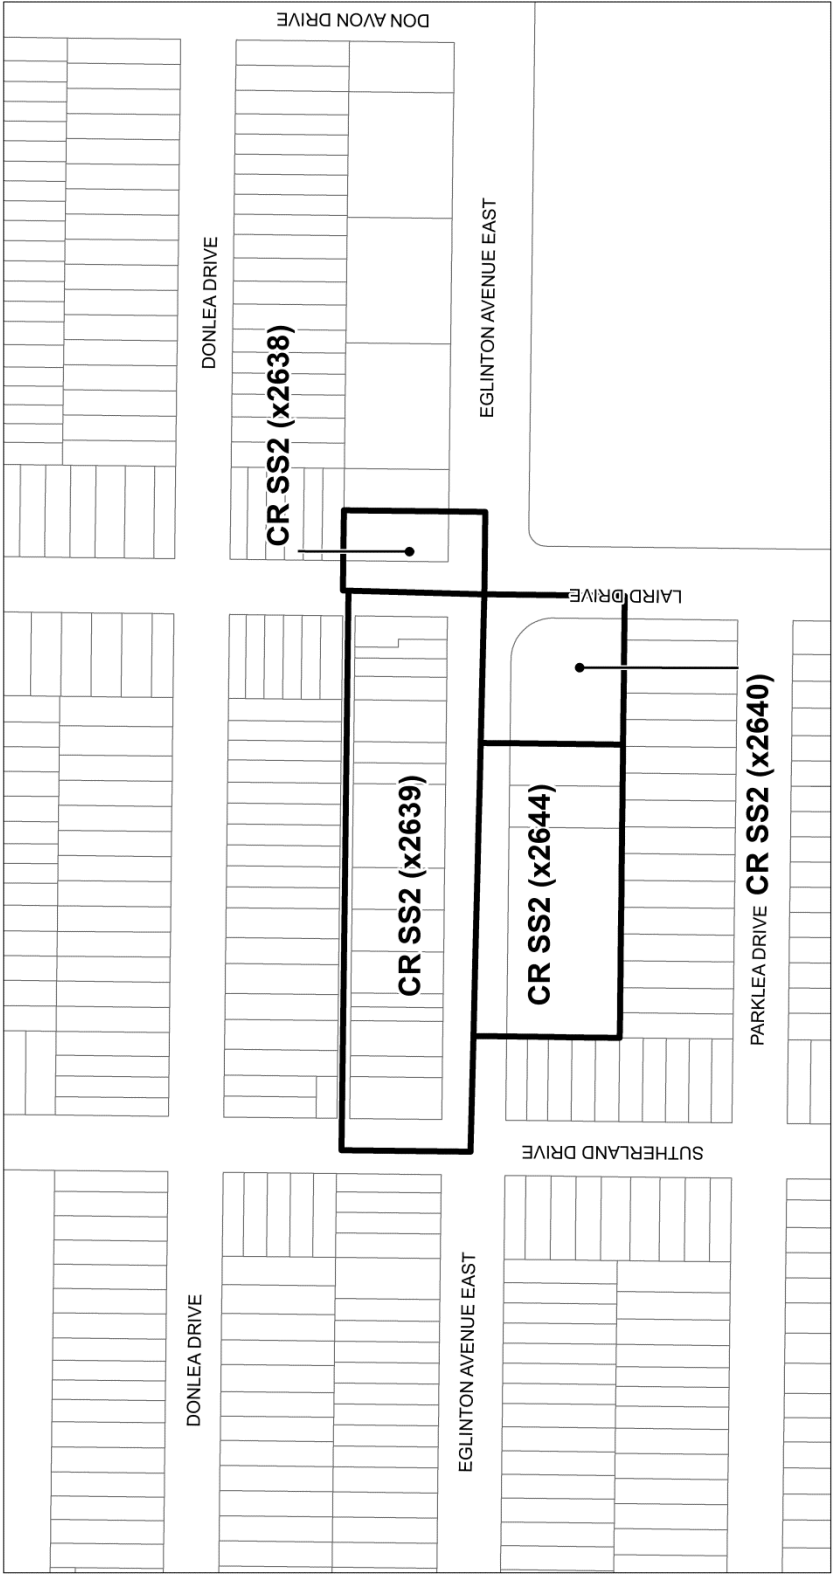 DON AVON DRIVE
DONLEA DRIVE
EGLINTON AVENUE EAST
CR SS2 (x2638)
LAIRD DRIVE
CR SS2 (x2639)
CR SS2 (x2644)
CR SS2 (x2640)
PARKLEA DRIVE
SUTHERLAND DRIVE
DONLEA DRIVE
EGLINTON AVENUE EAST